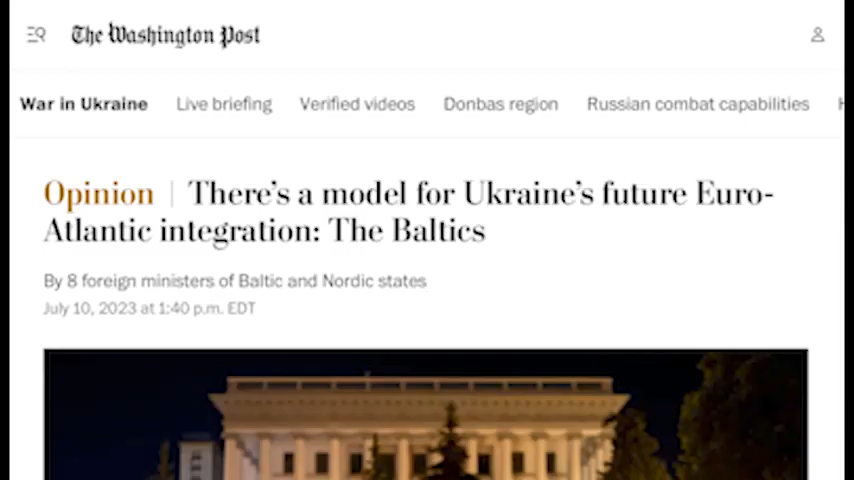 The Washington Post
War in Ukraine Live briefing Verified videos Donbas region Russian combat capabilities
Opinion | There's a model for Ukraine's future Euro-
Atlantic integration: The Baltics
By 8 foreign ministers of Baltic and Nordic states
July 10, 2023 at 1:40 p.m. EDT